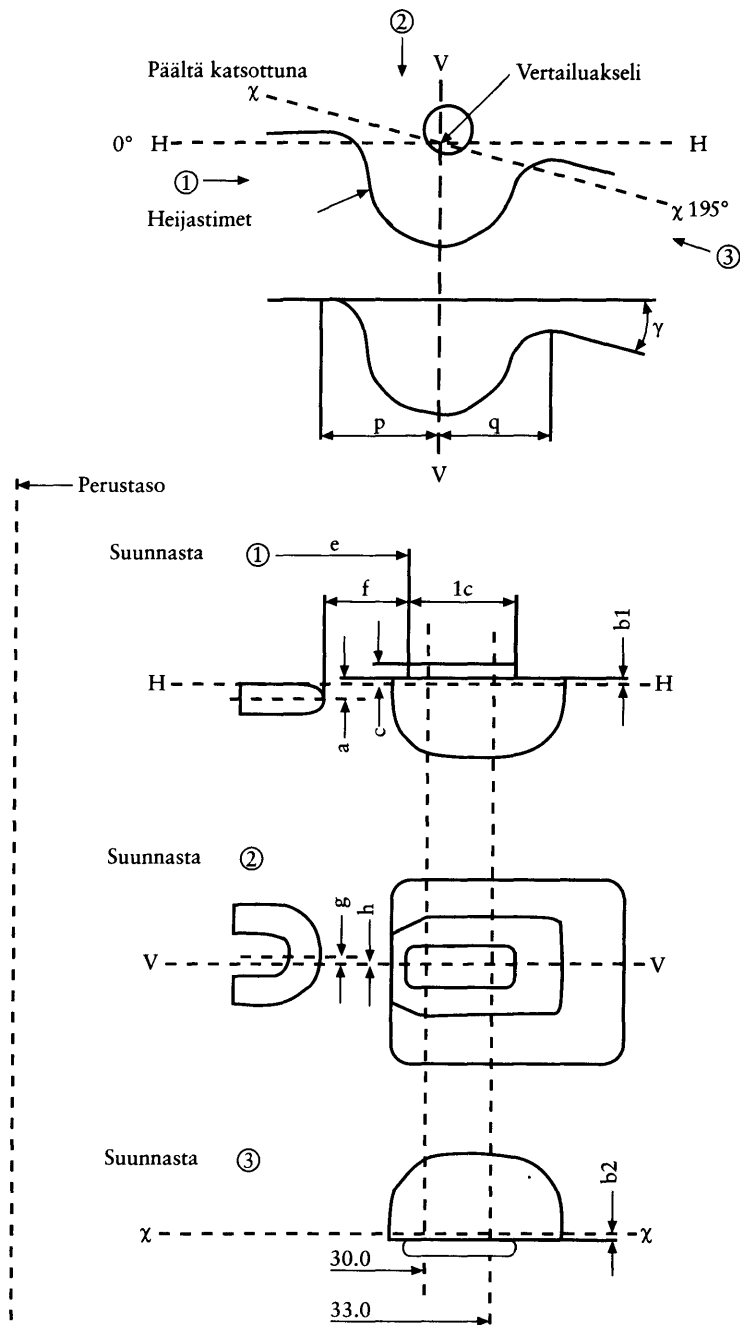 ②
V
Päältä katsottuna
Vertailuakseli
χ
0° H
H
①
χ 195°
Heijastimet
③
γ
p
q
V
Perustaso
Suunnasta ①
e
f
1c
b1
H
H
a
c
Suunnasta ②
g
h
V
V
Suunnasta ③
b2
χ
χ
30.0
33.0